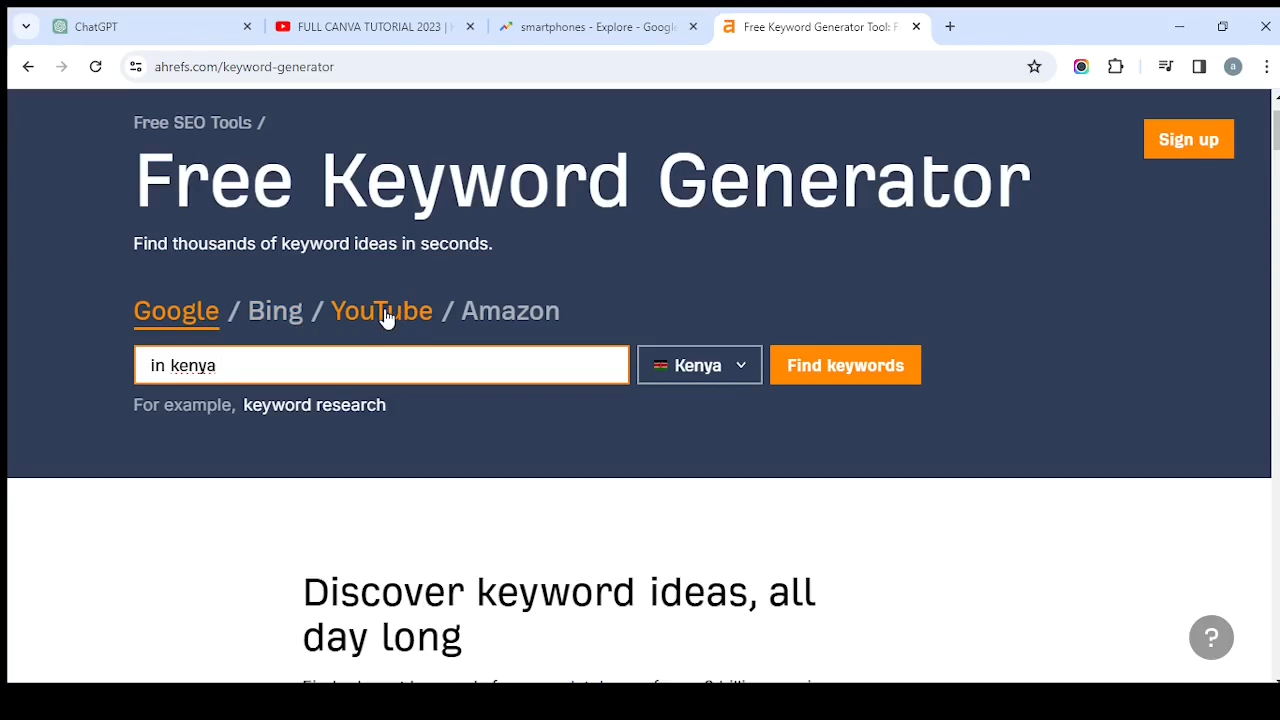 ChatGPT
FULL CANVA TUTORIAL 2023 |
smartphones - Explore - Google
Free Keyword Generator Tool: F
ahrefs.com/keyword-generator
a
Free SEO Tools /
Sign up
Free Keyword Generator
Find thousands of keyword ideas in seconds.
Google / Bing / YouTube / Amazon
in kenya
Kenya
Find keywords
For example, keyword research
Discover keyword ideas, all
day long
?